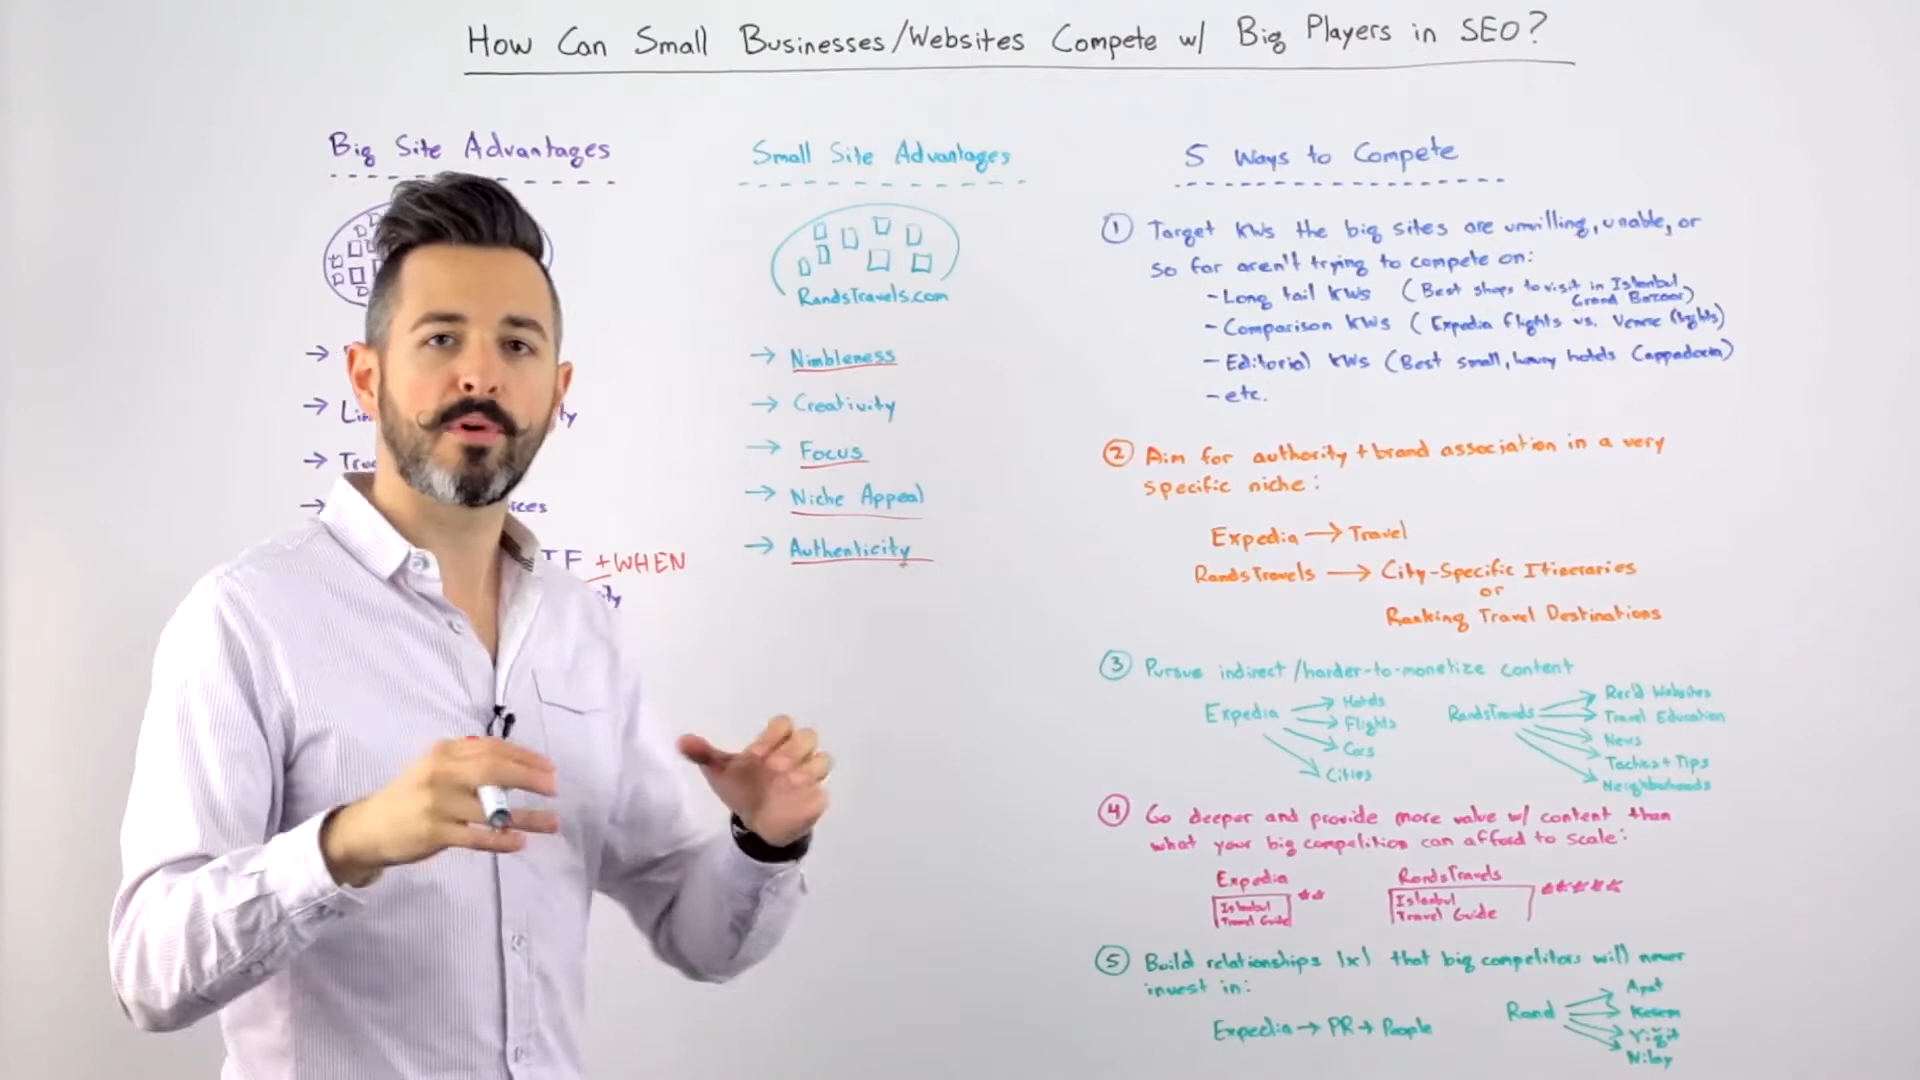 How Can Small Businesses/Websites Compete w/ Big Players in SEO?
Big Site Advantages
→
→
→
→
+WHEN
Small Site Advantages
RandsTravels.com
→ Nimbleness
→ Creativity
→ Focus
→ Niche Appeal
→ Authenticity
5 Ways to Compete
① Target KWs the big sites are unwilling, unable, or
so far aren't trying to compete on:
- Long tail KWs (Best shops to visit in Istanbul
Grand Bazaar)
- Comparison KWs (Expedia flights vs.
- Editorial KWs (Best small, luxury hotels Cappadocia)
- etc.
② Aim for authority + brand association in a very
specific niche:
Expedia → Travel
RandsTravels → City-Specific Itineraries
or
Ranking Travel Destinations
③ Pursue indirect/harder-to-monetize content
Expedia → Hotels
→ Flights
→ Cars
→ Cities
RandsTravels → Rec'd Websites
→ Travel Education
→ News
→ + Tips
→ Neighborhoods
④ Go deeper and provide more value w/ content than
what your big competition can afford to scale:
Expedia
Istanbul
Travel Guide
★★
RandsTravels
Istanbul
Travel Guide
★★★★★
⑤ Build relationships 1x1 that big competitors will never
invest in:
Expedia → PR → People
Rand →
→
→ Yiğit
→